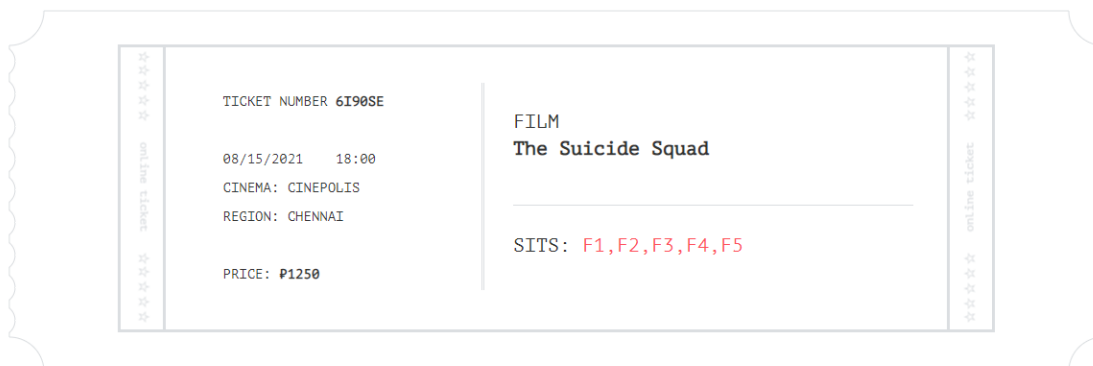 online ticket
TICKET NUMBER 6I90SE
08/15/2021 18:00
CINEMA: CINEPOLIS
REGION: CHENNAI
PRICE: ₽1250
FILM
The Suicide Squad
SITS: F1,F2,F3,F4,F5
online ticket